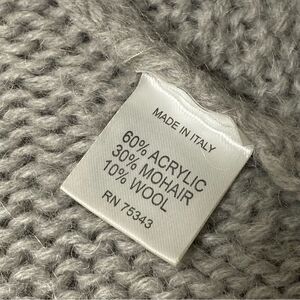 MADE IN ITALY
60% ACRYLIC
30% MOHAIR
10% WOOL
RN 75343